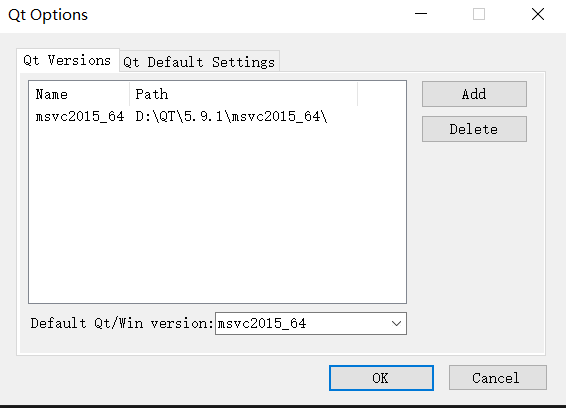 Qt Options
Qt Versions Qt Default Settings
Name Path
msvc2015_64 D:\QT\5.9.1\msvc2015_64\
Add
Delete
Default Qt/Win version: msvc2015_64
OK Cancel